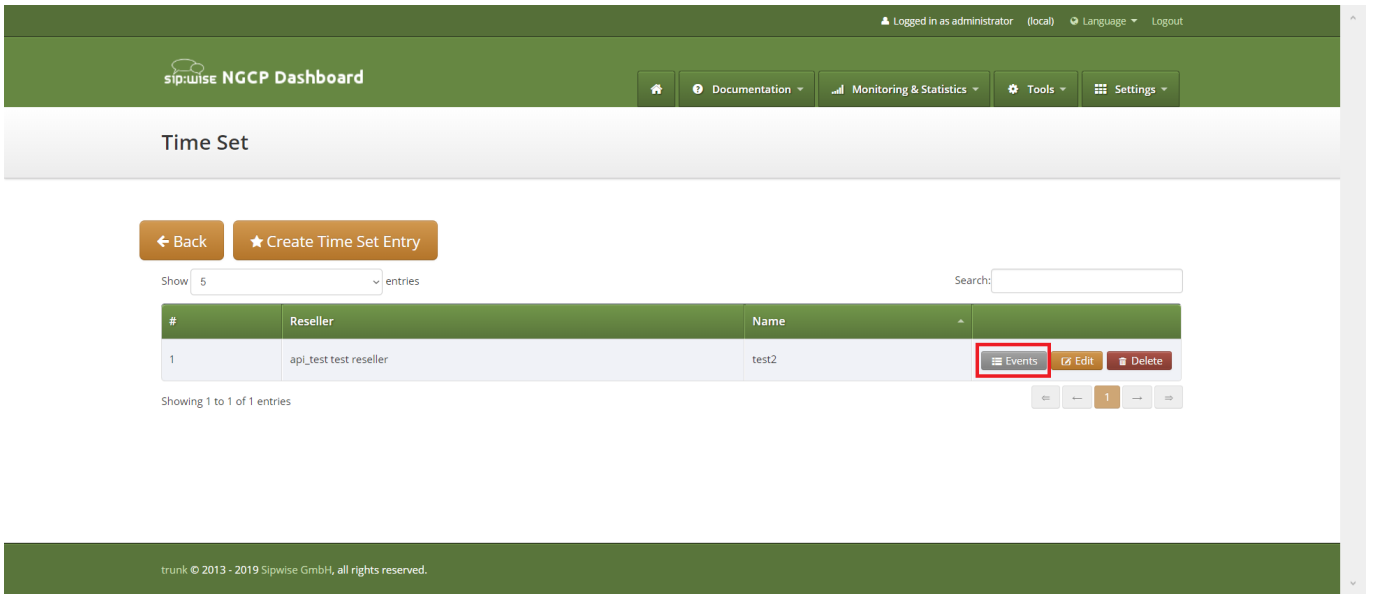 Logged in as administrator (local) Language Logout
sip:wise NGCP Dashboard
Documentation Monitoring & Statistics Tools Settings
Time Set
Back Create Time Set Entry
Show 5 entries Search:
# Reseller Name
1 api_test test reseller test2 Events Edit Delete
Showing 1 to 1 of 1 entries 1
trunk © 2013 - 2019 Sipwise GmbH, all rights reserved.